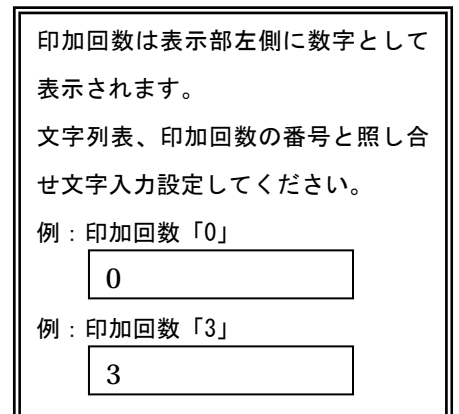 印加回数は表示部左側に数字として
表示されます。
文字列表、印加回数の番号と照し合
せ文字入力設定してください。
例：印加回数「0」
0
例：印加回数「3」
3